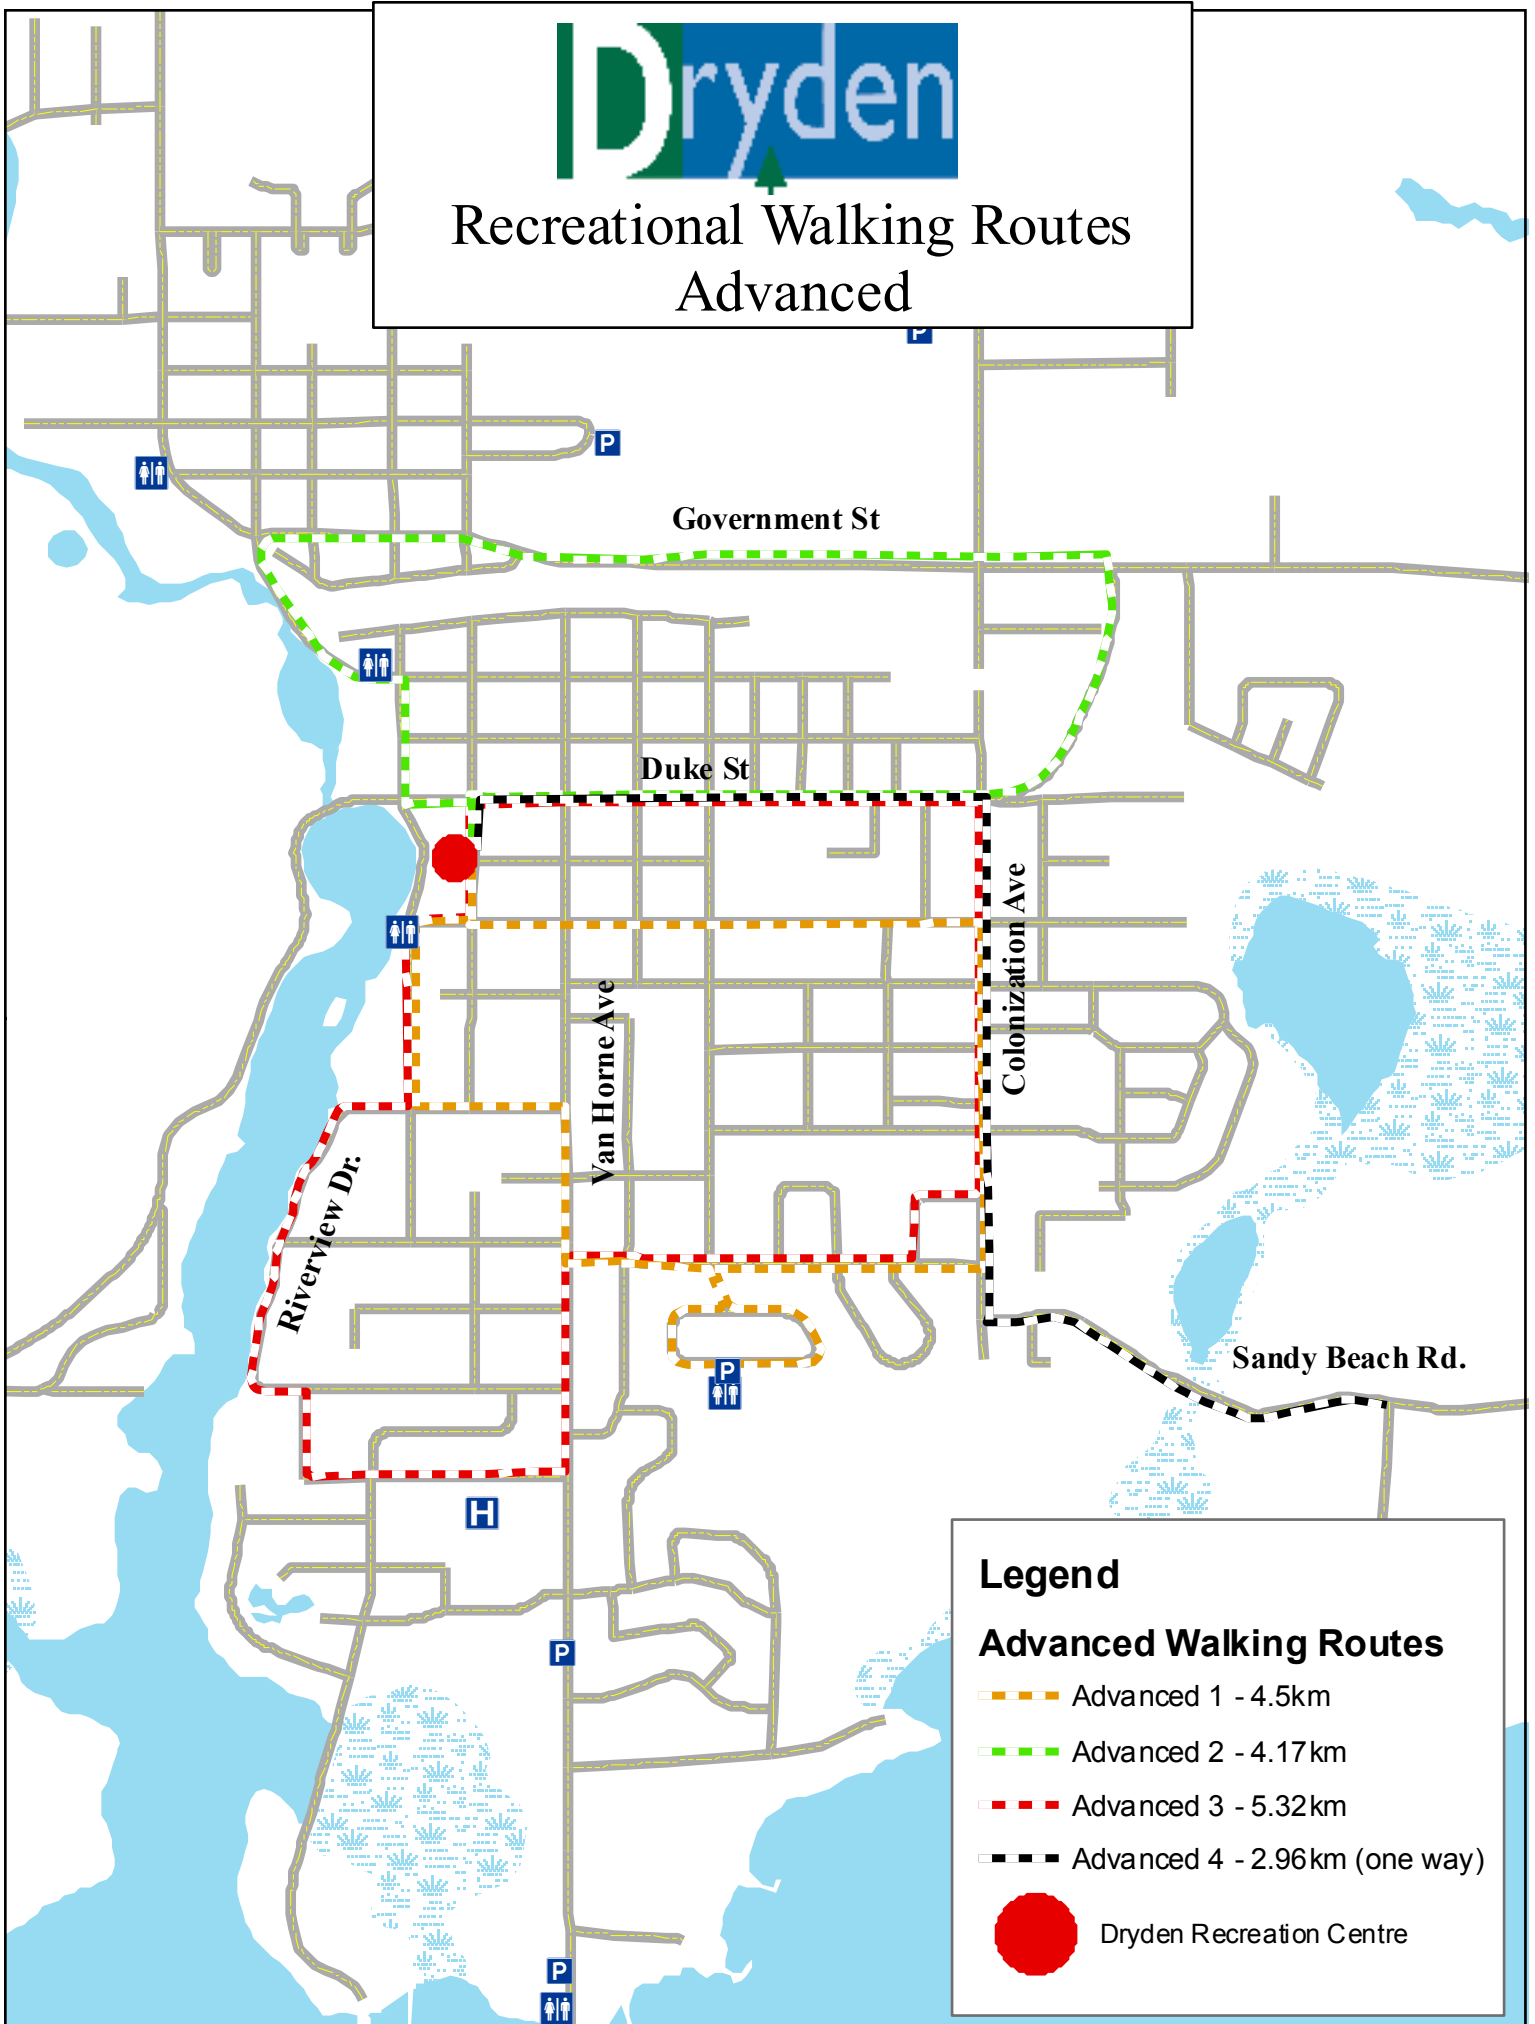 Dryden
Recreational Walking Routes
Advanced
P
P
Government St
Duke St
Colonization Ave
Van Horne Ave
Riverview Dr.
Sandy Beach Rd.
P
H
P
P
Legend
Advanced Walking Routes
Advanced 1 - 4.5km
Advanced 2 - 4.17km
Advanced 3 - 5.32km
Advanced 4 - 2.96km (one way)
Dryden Recreation Centre